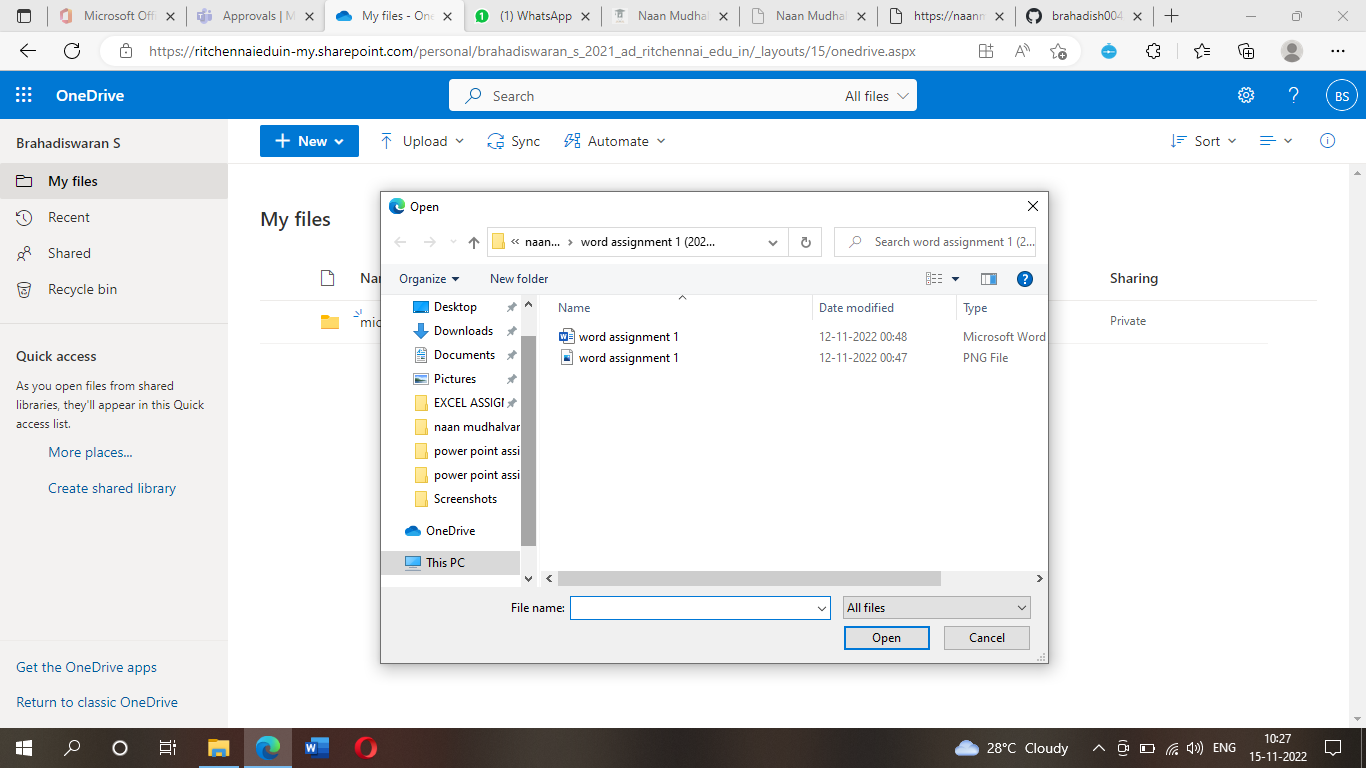 Microsoft Offi
Approvals | M
My files - One
(1) WhatsApp
Naan Mudhal
Naan Mudhal
https://naanm
brahadish004
https://ritchennaieduin-my.sharepoint.com/personal/brahadiswaran_s_2021_ad_ritchennai_edu_in/_layouts/15/onedrive.aspx
OneDrive
Search
All files
BS
Brahadiswaran S
My files
Recent
Shared
Recycle bin
Quick access
As you open files from shared
libraries, they'll appear in this Quick
access list.
More places...
Create shared library
Get the OneDrive apps
Return to classic OneDrive
New
Upload
Sync
Automate
Sort
My files
Nam
Sharing
mic
Private
Open
« naan... › word assignment 1 (202...
Search word assignment 1 (2...
Organize
New folder
Desktop
Downloads
Documents
Pictures
EXCEL ASSIGN
naan mudhalvan
power point assi
power point assi
Screenshots
OneDrive
This PC
Name Date modified Type
word assignment 1 12-11-2022 00:48 Microsoft Word
word assignment 1 12-11-2022 00:47 PNG File
File name:
All files
Open
Cancel
28°C Cloudy
ENG
10:27
15-11-2022